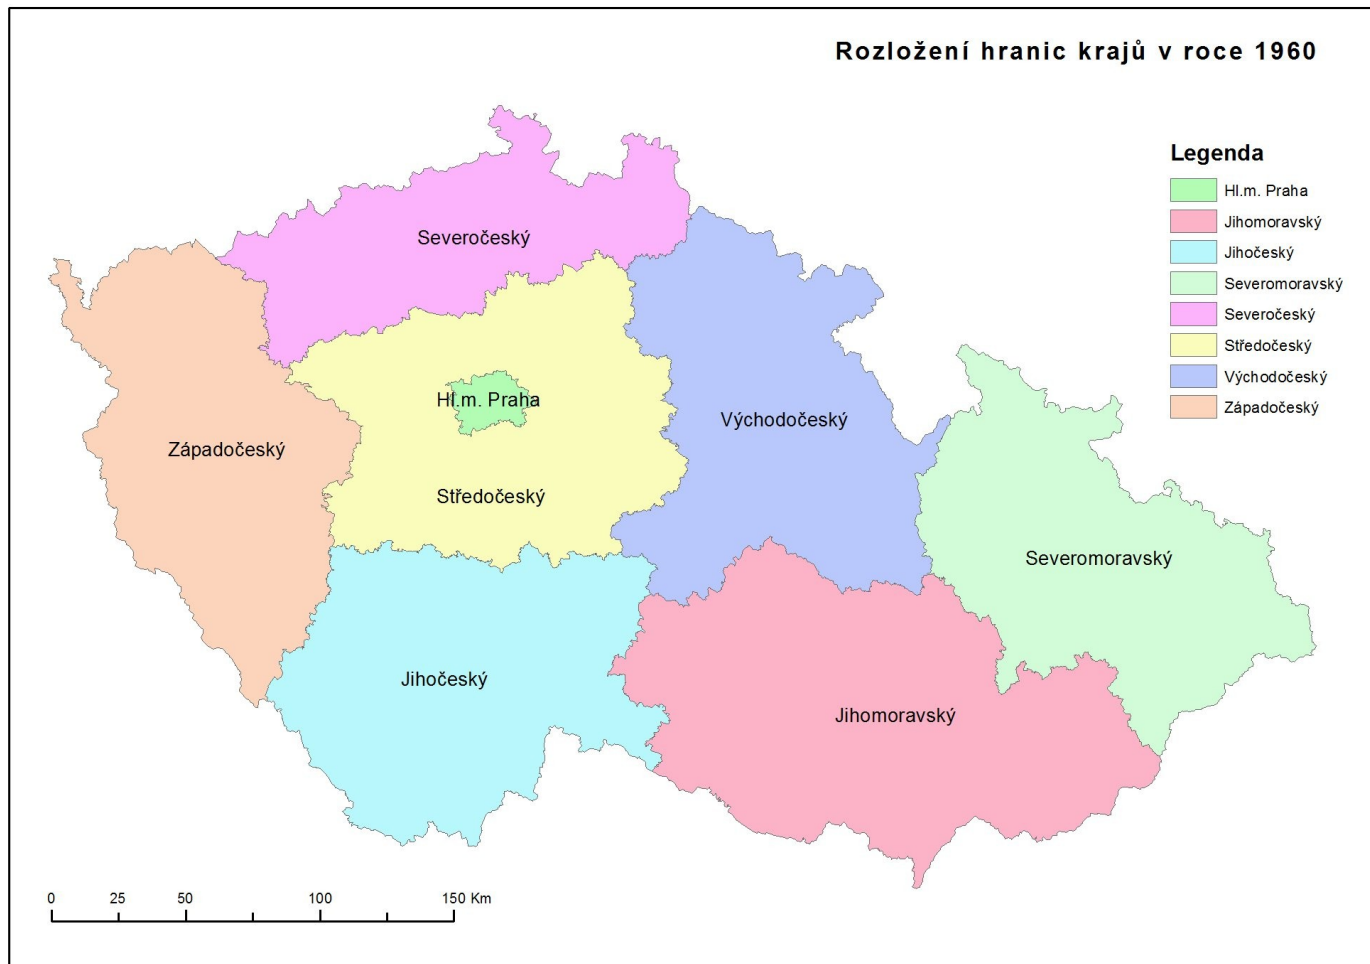 Rozložení hranic krajů v roce 1960
Legenda
Hl.m. Praha
Jihomoravský
Jihočeský
Severomoravský
Severočeský
Středočeský
Východočeský
Západočeský
Severočeský
Hl.m. Praha
Východočeský
Západočeský
Středočeský
Severomoravský
Jihočeský
Jihomoravský
0 25 50 100 150 Km